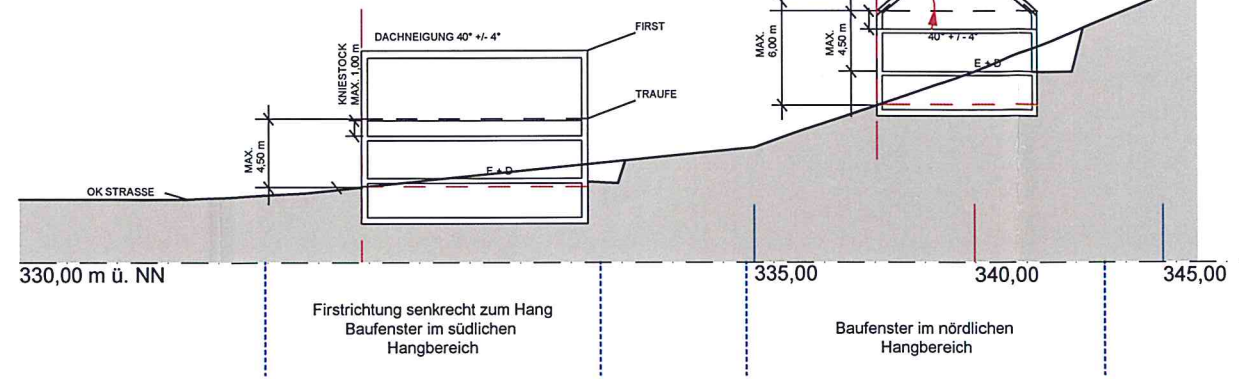 DACHNEIGUNG 40° +/- 4°
FIRST
KNIESTOCK
MAX. 1,00 m
TRAUFE
MAX.
4,50 m
E + D
OK STRASSE
MAX.
6,00 m
MAX.
4,50 m
40° + / - 4°
E + D
330,00 m ü. NN
335,00
340,00
345,00
Firstrichtung senkrecht zum Hang
Baufenster im südlichen
Hangbereich
Baufenster im nördlichen
Hangbereich